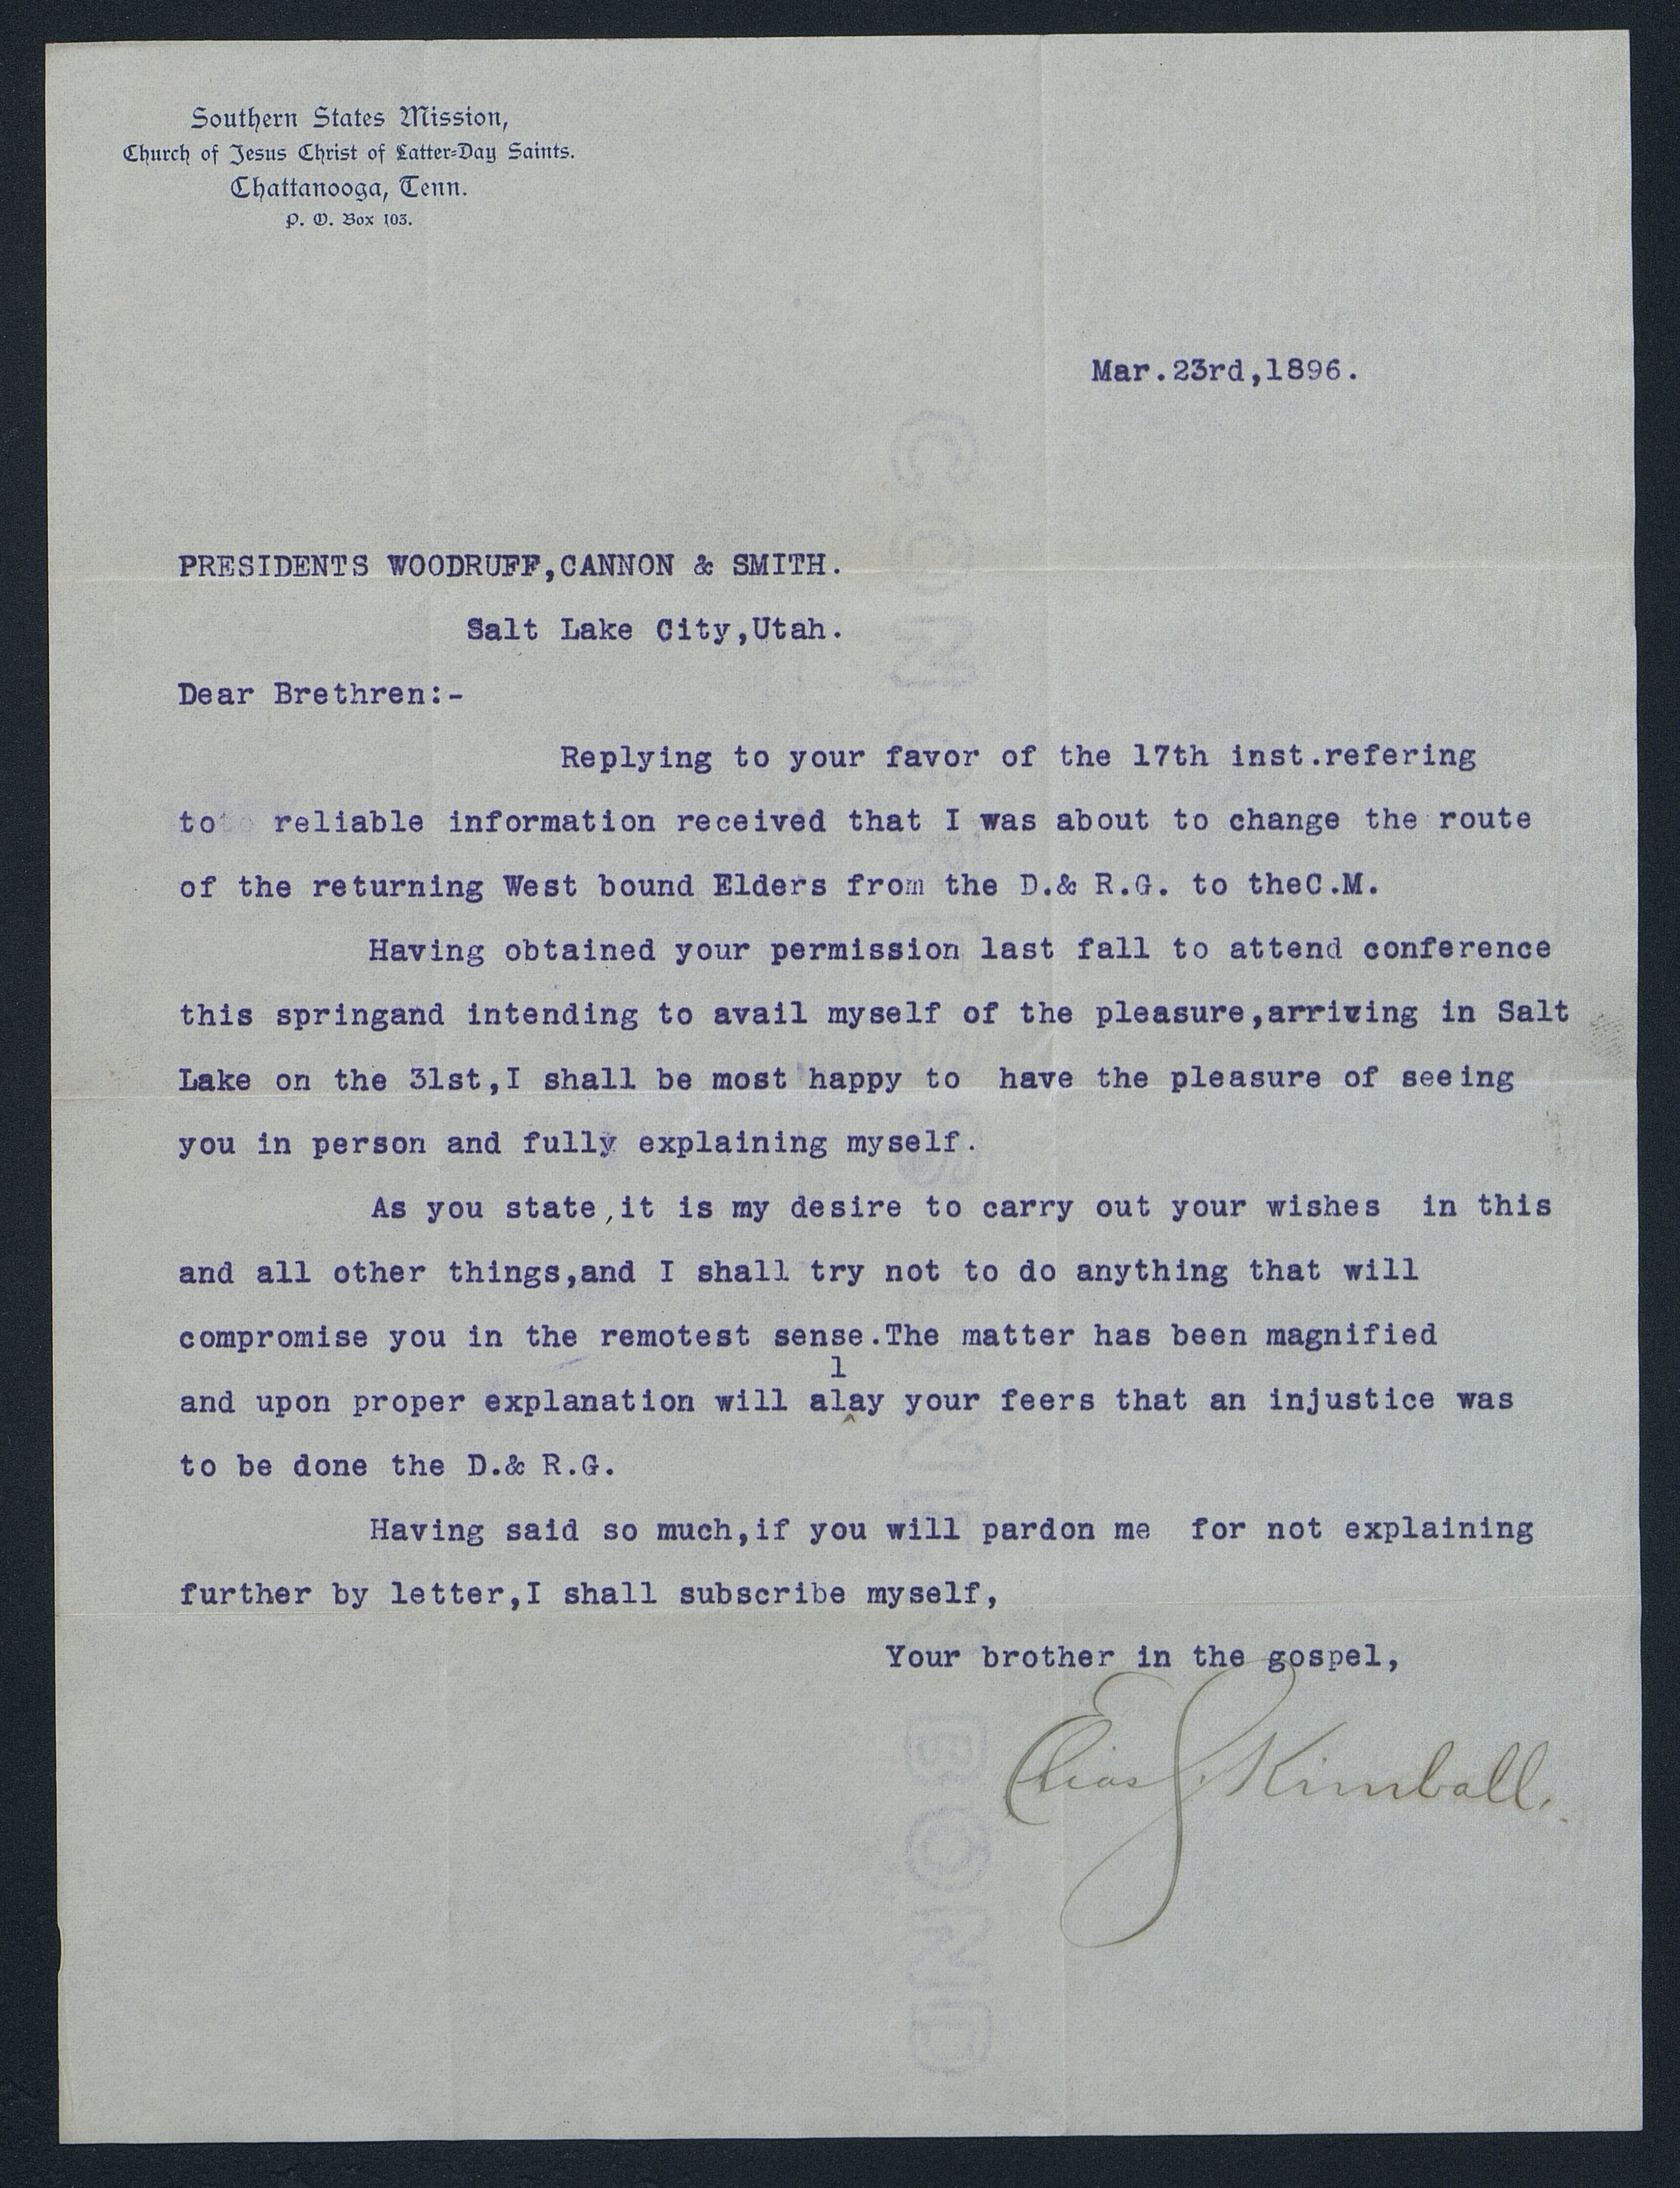 Southern States Mission,
Church of Jesus Christ of Latter-Day Saints.
Chattanooga, Tenn.
P. O. Box 103.
Mar.23rd,1896.
PRESIDENTS WOODRUFF,CANNON & SMITH.
Salt Lake City,Utah.
Dear Brethren:-
Replying to your favor of the 17th inst.refering
to reliable information received that I was about to change the route
of the returning West bound Elders from the D.& R.G. to theC.M.
Having obtained your permission last fall to attend conference
this springand intending to avail myself of the pleasure,arriving in Salt
Lake on the 31st,I shall be most happy to have the pleasure of seeing
you in person and fully explaining myself.
As you state,it is my desire to carry out your wishes in this
and all other things,and I shall try not to do anything that will
compromise you in the remotest sense.The matter has been magnified
l
and upon proper explanation will alay your feers that an injustice was
to be done the D.& R.G.
Having said so much,if you will pardon me for not explaining
further by letter,I shall subscribe myself,
Your brother in the gospel,
Elias S. Kimball.